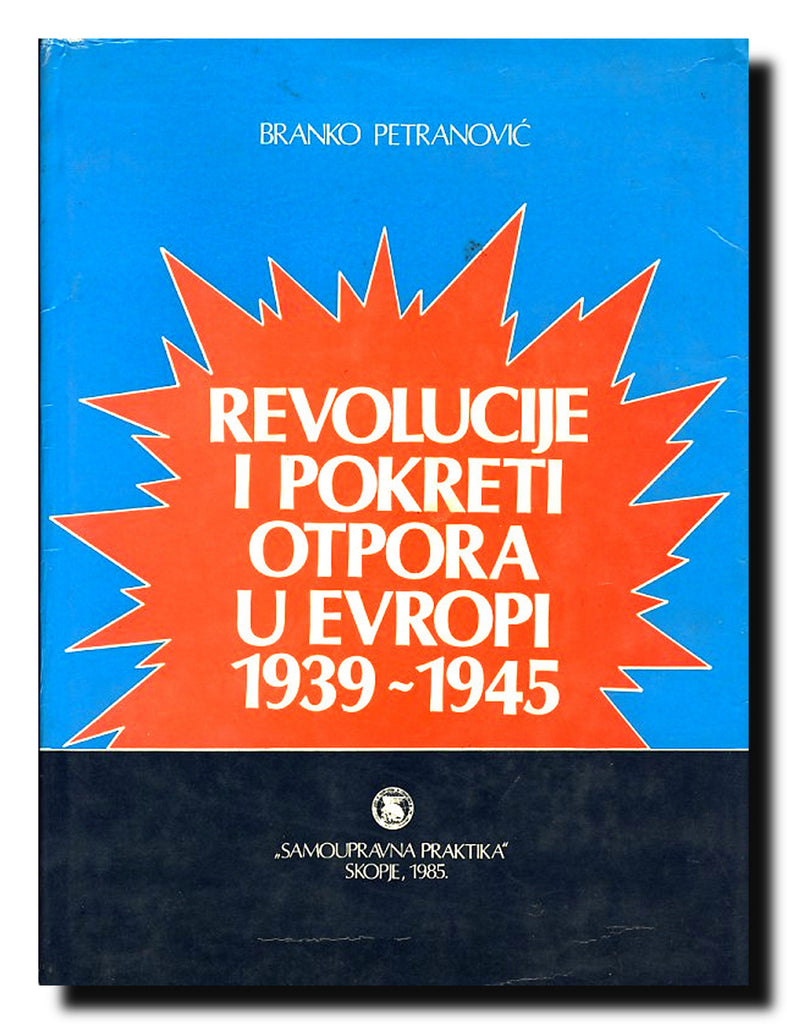 BRANKO PETRANOVIĆ
REVOLUCIJE
I POKRETI
OTPORA
U EVROPI
1939~1945
„SAMOUPRAVNA PRAKTIKA“
SKOPJE, 1985.